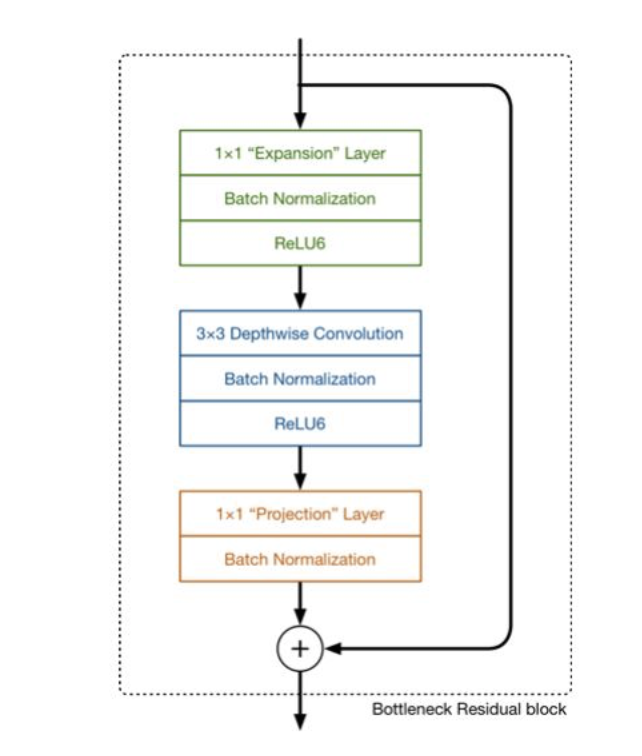 1×1 “Expansion” Layer
Batch Normalization
ReLU6
3×3 Depthwise Convolution
Batch Normalization
ReLU6
1×1 “Projection” Layer
Batch Normalization
+
Bottleneck Residual block